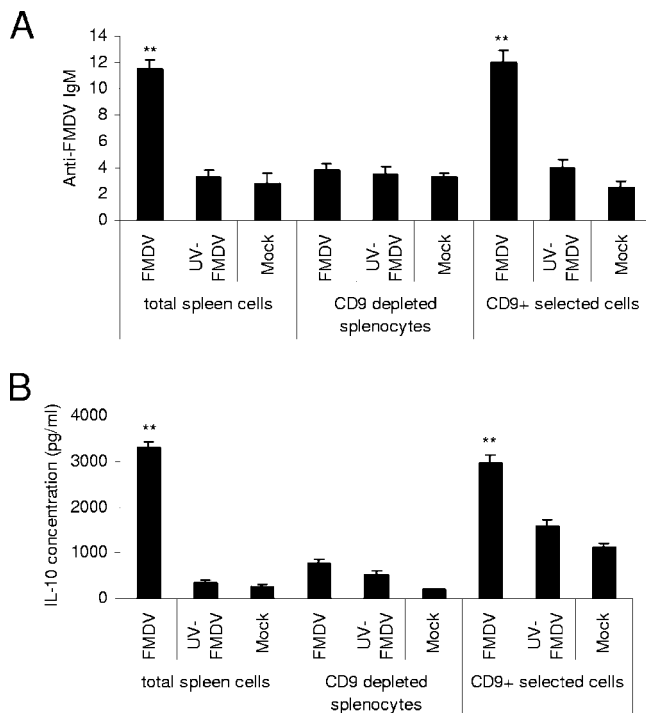 A
Anti-FMDV IgM
14
12
10
8
6
4
2
0
**
**
FMDV
UV-
FMDV
Mock
FMDV
UV-
FMDV
Mock
FMDV
UV-
FMDV
Mock
total spleen cells
CD9 depleted
splenocytes
CD9+ selected cells
B
IL-10 concentration (pg/ml)
4000
3000
2000
1000
0
**
**
FMDV
UV-
FMDV
Mock
FMDV
UV-
FMDV
Mock
FMDV
UV-
FMDV
Mock
total spleen cells
CD9 depleted
splenocytes
CD9+ selected cells